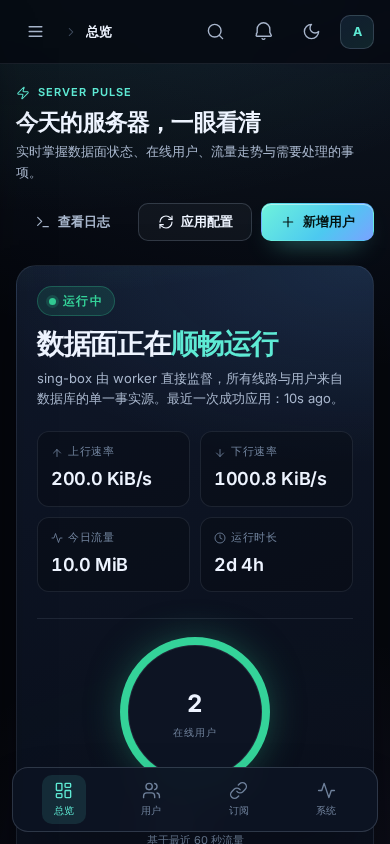 总览
A
SERVER PULSE
今天的服务器，一眼看清
实时掌握数据面状态、在线用户、流量走势与需要处理的事
项。
查看日志
应用配置
新增用户
运行中
数据面正在顺畅运行
sing-box 由 worker 直接监督，所有线路与用户来自
数据库的单一事实源。最近一次成功应用：10s ago。
上行速率
200.0 KiB/s
下行速率
1000.8 KiB/s
今日流量
10.0 MiB
运行时长
2d 4h
2
在线用户
总览
用户
订阅
系统
基于最近 60 秒流量